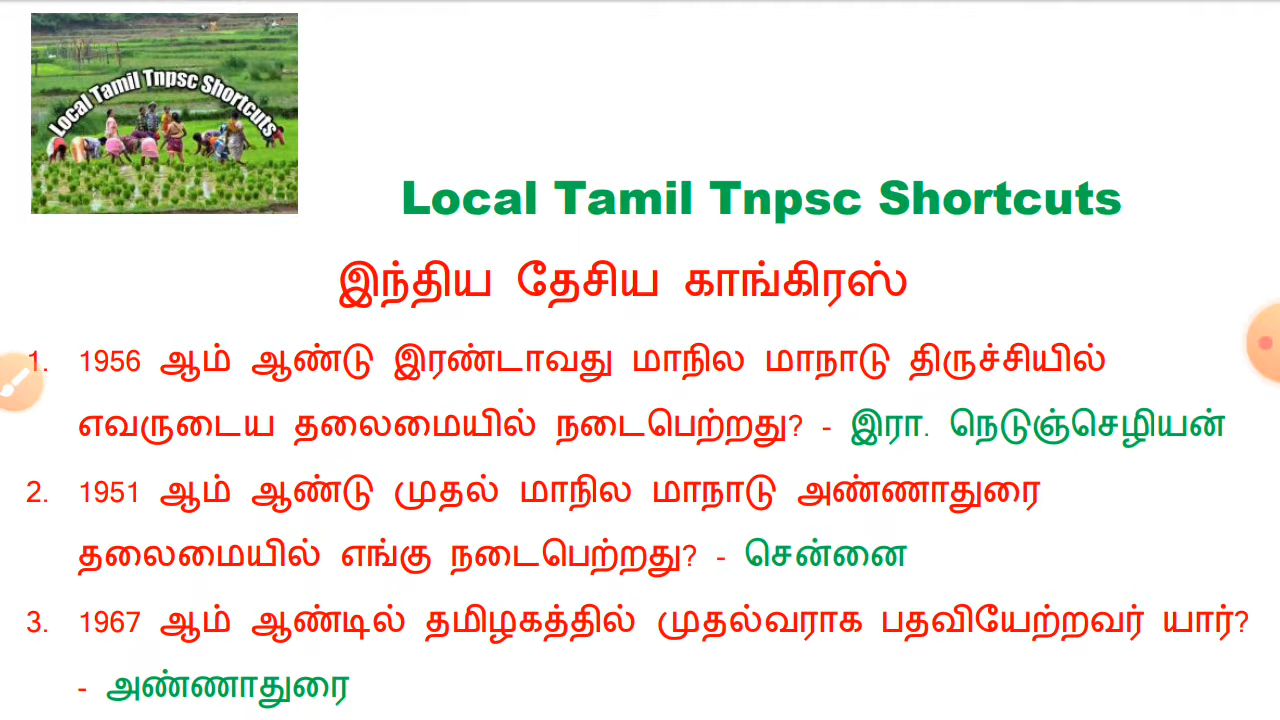 Local Tamil Tnpsc Shortcuts
Local Tamil Tnpsc Shortcuts
இந்திய தேசிய காங்கிரஸ்
1. 1956 ஆம் ஆண்டு இரண்டாவது மாநில மாநாடு திருச்சியில்
எவருடைய தலைமையில் நடைபெற்றது? - இரா. நெடுஞ்செழியன்
2. 1951 ஆம் ஆண்டு முதல் மாநில மாநாடு அண்ணாதுரை
தலைமையில் எங்கு நடைபெற்றது? - சென்னை
3. 1967 ஆம் ஆண்டில் தமிழகத்தில் முதல்வராக பதவியேற்றவர் யார்?
- அண்ணாதுரை